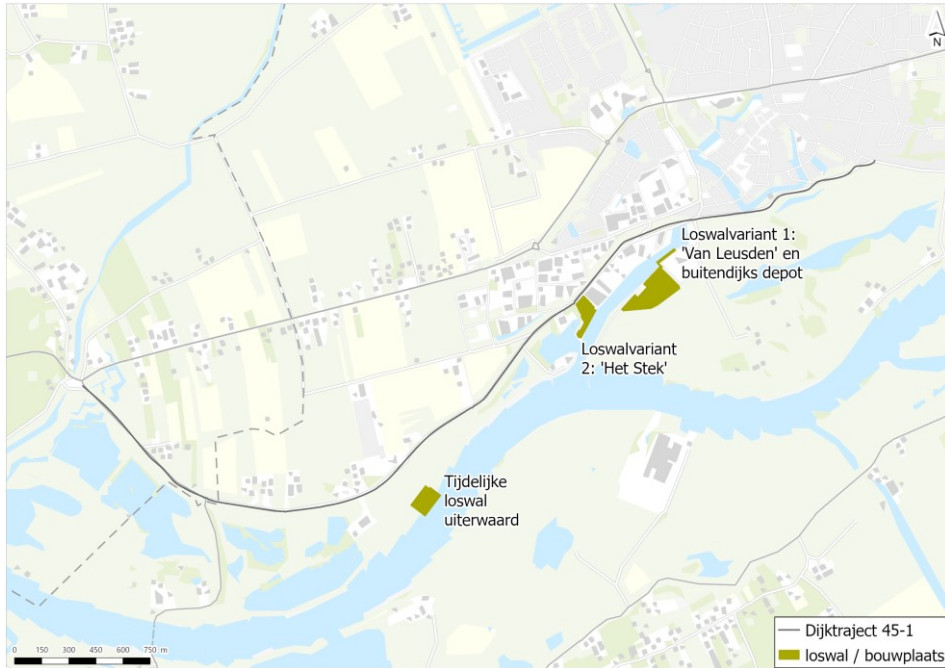 N
Loswalvariant 1:
'Van Leusden' en
buitendijks depot
Loswalvariant
2: 'Het Stek'
Tijdelijke
loswal
uiterwaard
0 150 300 450 600 750 m
Dijktraject 45-1
loswal / bouwplaats